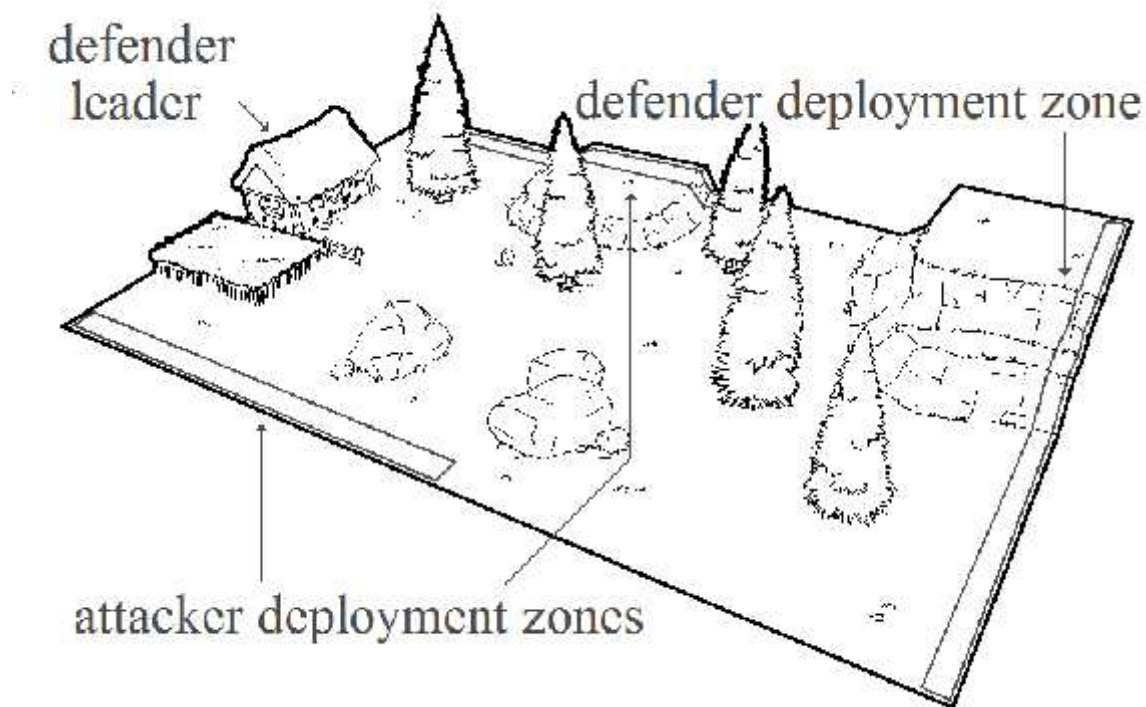 defender
leader
defender deployment zone
attacker deployment zones